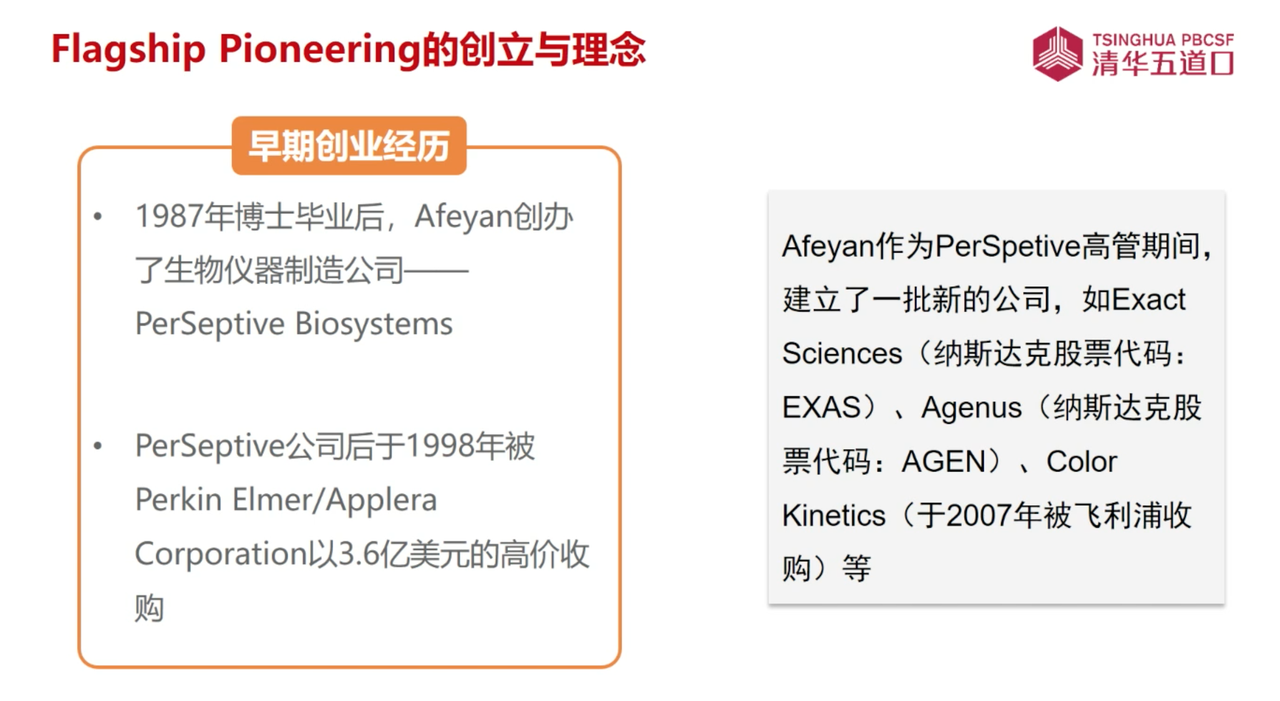 Flagship Pioneering的创立与理念
TSINGHUA PBCSF
清华五道口
早期创业经历
• 1987年博士毕业后，Afeyan创办
了生物仪器制造公司——
PerSeptive Biosystems
• PerSeptive公司后于1998年被
Perkin Elmer/Applera
Corporation以3.6亿美元的高价收
购
Afeyan作为PerSpetive高管期间，
建立了一批新的公司，如Exact
Sciences（纳斯达克股票代码：
EXAS）、Agenus（纳斯达克股
票代码：AGEN）、Color
Kinetics（于2007年被飞利浦收
购）等